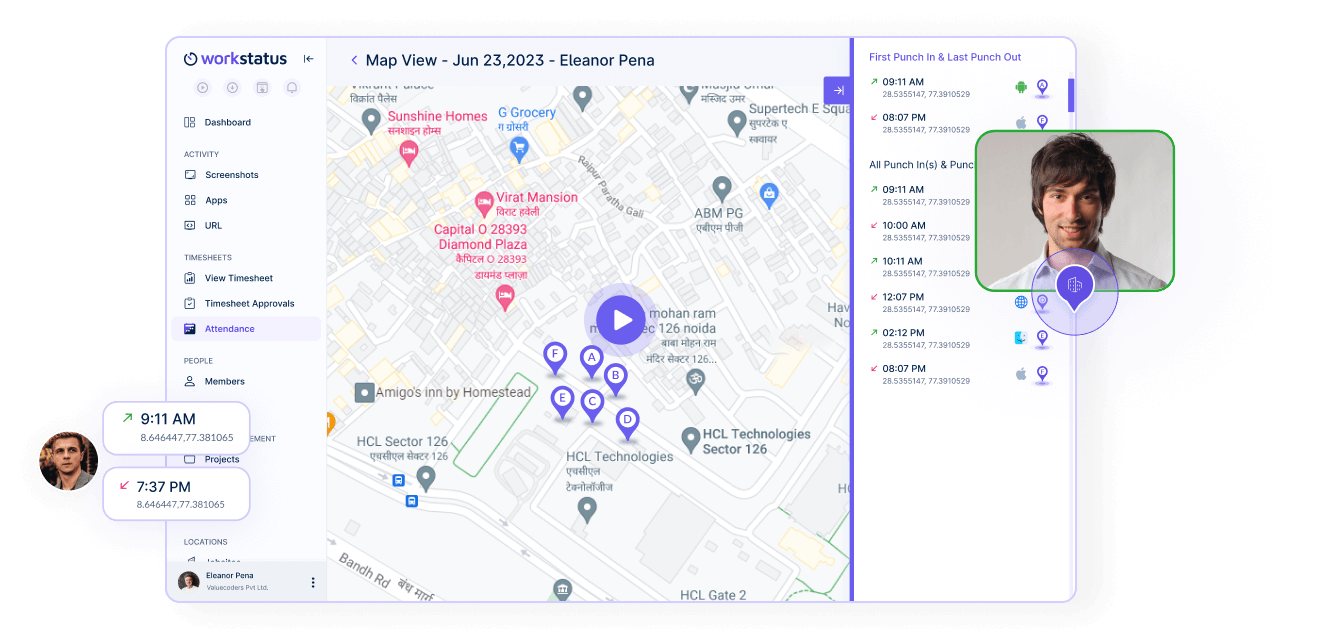 workstatus
Dashboard
ACTIVITY
Screenshots
Apps
URL
TIMESHEETS
View Timesheet
Timesheet Approvals
Attendance
PEOPLE
Members
EMENT
Projects
LOCATIONS
Jobsites
Eleanor Pena
Valuecoders Pvt Ltd.
9:11 AM
8.646447,77.381065
7:37 PM
8.646447,77.381065
Map View - Jun 23,2023 - Eleanor Pena
Vikrant Palace
विक्रांत पैलेस
Sunshine Homes
सनशाइन होम्स
G Grocery
ग ग्रोसरी
Masjid Umar
मस्जिद उमर
Supertech E Squa
सुपरटेक ए
स्क्वायर
Raipur Paratha Gali
Virat Mansion
विराट हवेली
ABM PG
एबीएम पीजी
Capital O 28393
Diamond Plaza
कैपिटल O 28393
डायमंड प्लाज़ा
mohan ram
m
ec 126 noida
बाबा मोहन राम
मंदिर सेक्टर 126...
Hav
No
F
A
B
E
C
D
Amigo's inn by Homestead
HCL Sector 126
एचसीएल सेक्टर 126
HCL Technologies
एचसीएल
टेक्नोलॉजीज
HCL Technologies
Sector 126
HC
Bandh Rd
बंध मार्ग
HCL Gate 2
First Punch In & Last Punch Out
09:11 AM
A
28.5355147, 77.3910529
08:07 PM
F
28.5355147, 77.3910529
All Punch In(s) & Punc
09:11 AM
28.5355147, 77.3910529
10:00 AM
28.5355147, 77.3910529
10:11 AM
28.5355147, 77.3910529
12:07 PM
28.5355147, 77.3910529
02:12 PM
E
28.5355147, 77.3910529
08:07 PM
28.5355147, 77.3910529